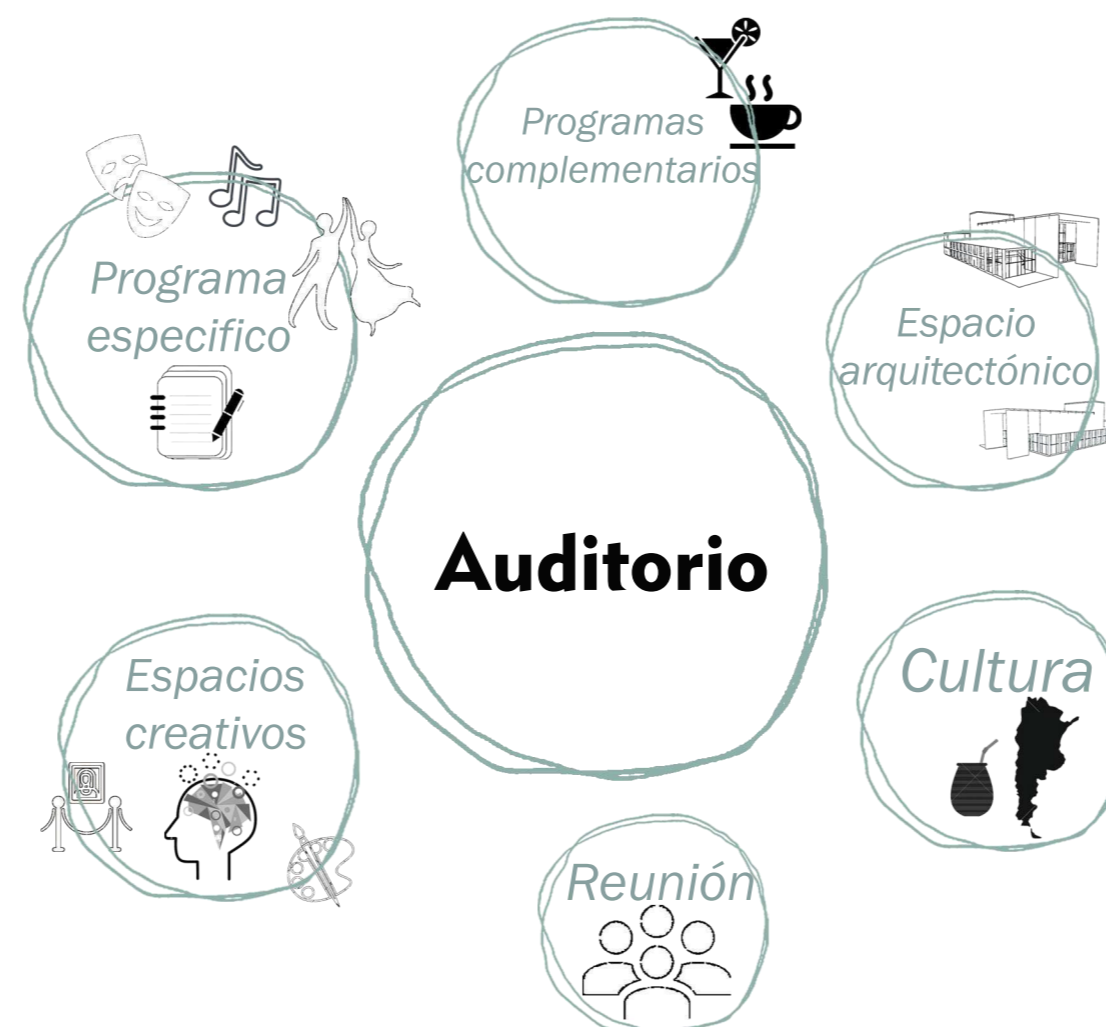 Programas
complementarios
Programa
especifico
Espacio
arquitectónico
Auditorio
Espacios
creativos
Cultura
Reunión